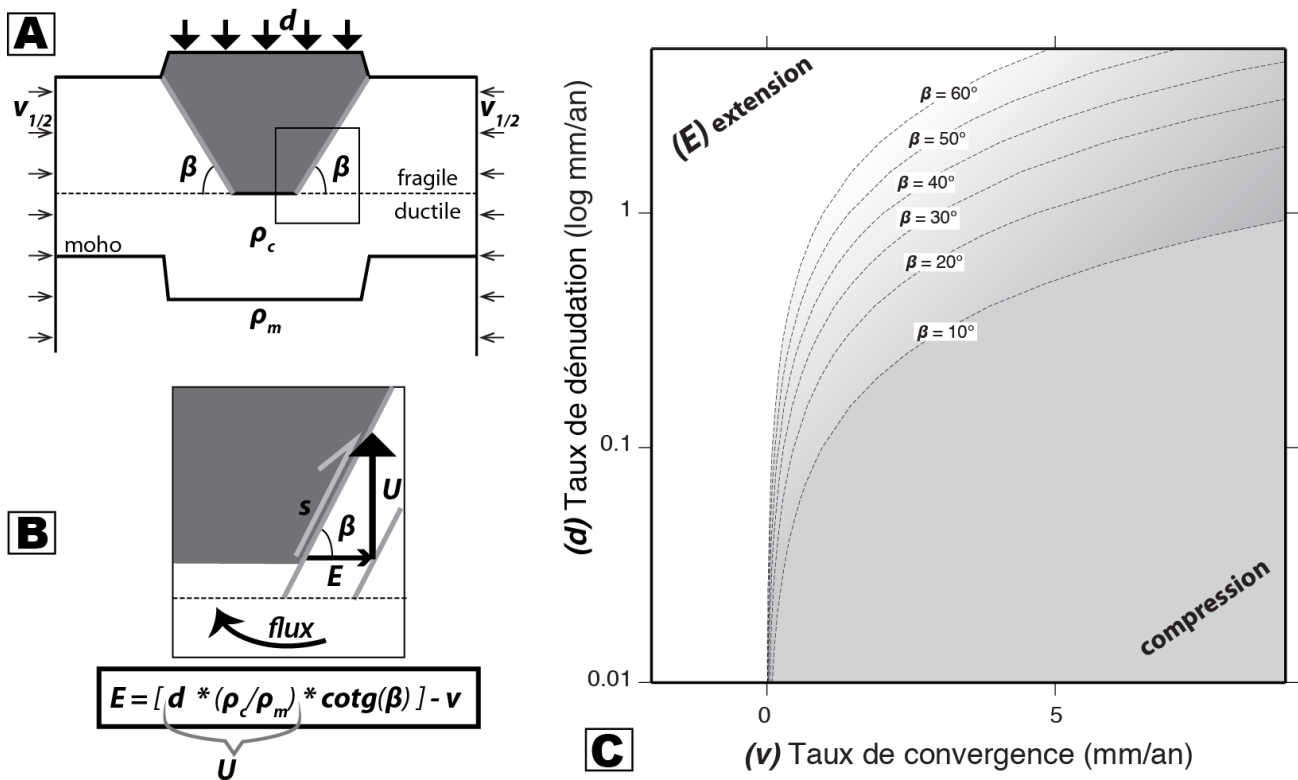 A
d
v1/2
v1/2
β
β
fragile
ductile
ρc
moho
ρm
B
s
U
β
E
flux
E = [ d * (ρc/ρm) * cotg(β) ] - v
U
C
(E) extension
β = 60°
β = 50°
β = 40°
β = 30°
β = 20°
β = 10°
compression
(d) Taux de dénudation (log mm/an)
1
0.1
0.01
0
5
(v) Taux de convergence (mm/an)